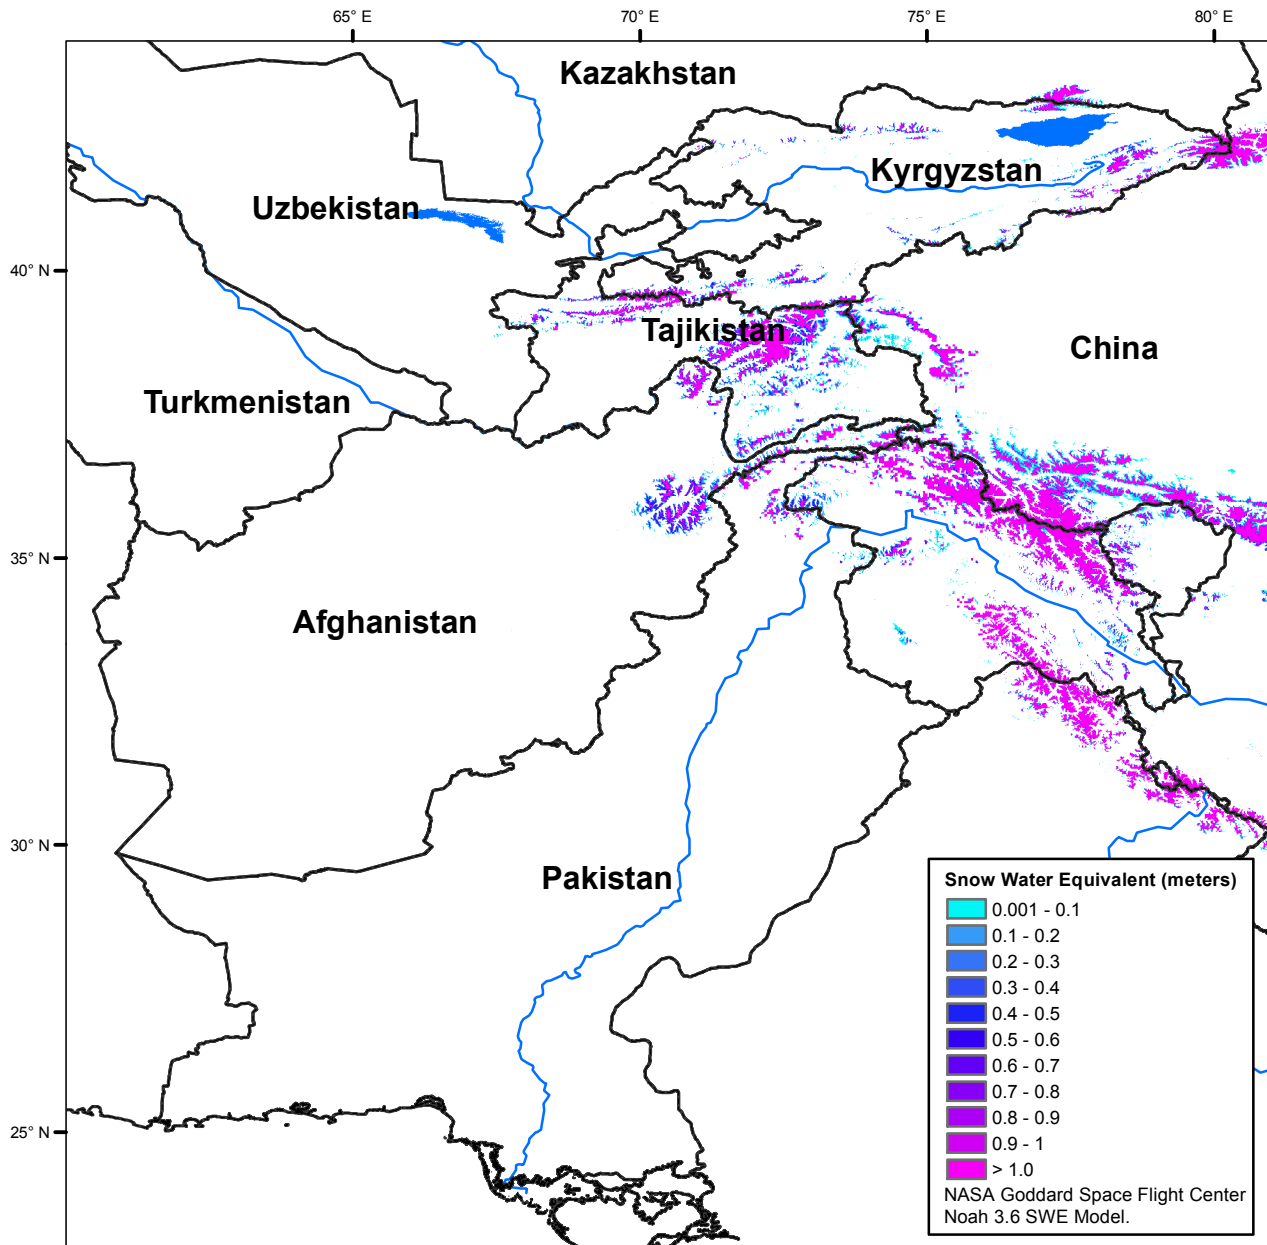 65° E
70° E
75° E
80° E
Kazakhstan
Kyrgyzstan
Uzbekistan
40° N
Tajikistan
China
Turkmenistan
35° N
Afghanistan
30° N
Pakistan
25° N
Snow Water Equivalent (meters)
0.001 - 0.1
0.1 - 0.2
0.2 - 0.3
0.3 - 0.4
0.4 - 0.5
0.5 - 0.6
0.6 - 0.7
0.7 - 0.8
0.8 - 0.9
0.9 - 1
> 1.0
NASA Goddard Space Flight Center
Noah 3.6 SWE Model.